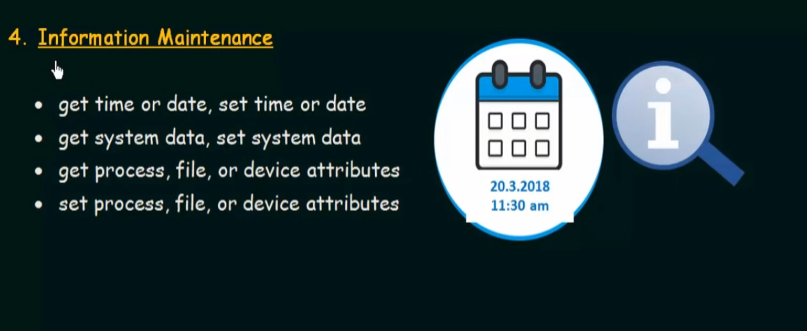 4. Information Maintenance
• get time or date, set time or date
• get system data, set system data
• get process, file, or device attributes
• set process, file, or device attributes
20.3.2018
11:30 am
i